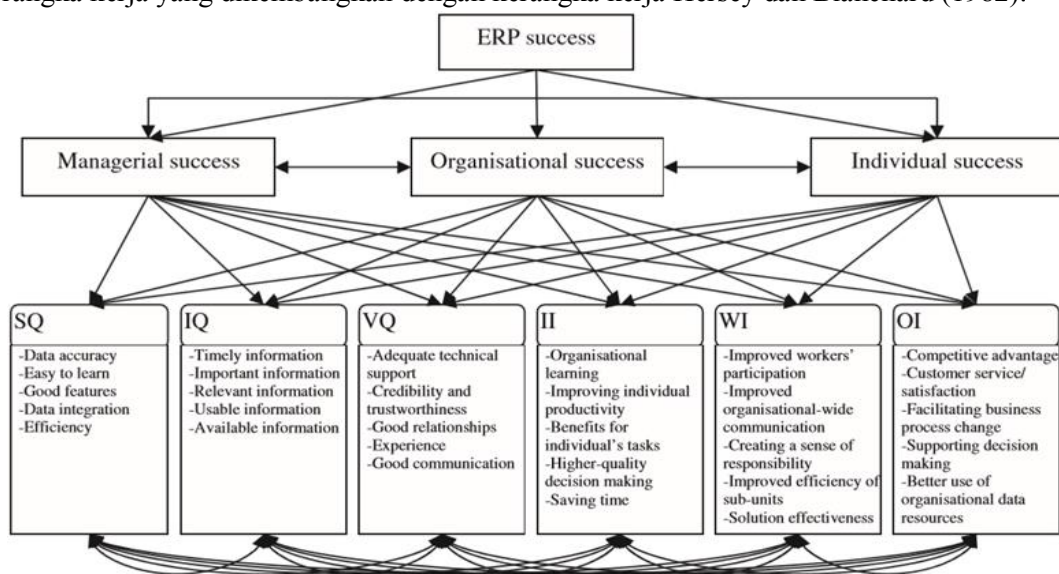 rangka kerja yang dikembangkan dengan kerangka kerja Hersey dan Blanchard (1982).
ERP success
Managerial success
Organisational success
Individual success
SQ
-Data accuracy
-Easy to learn
-Good features
-Data integration
-Efficiency
IQ
-Timely information
-Important information
-Relevant information
-Usable information
-Available information
VQ
-Adequate technical
support
-Credibility and
trustworthiness
-Good relationships
-Experience
-Good communication
II
-Organisational
learning
-Improving individual
productivity
-Benefits for
individual's tasks
-Higher-quality
decision making
-Saving time
WI
-Improved workers'
participation
-Improved
organisational-wide
communication
-Creating a sense of
responsibility
-Improved efficiency of
sub-units
-Solution effectiveness
OI
-Competitive advantage
-Customer service/
satisfaction
-Facilitating business
process change
-Supporting decision
making
-Better use of
organisational data
resources